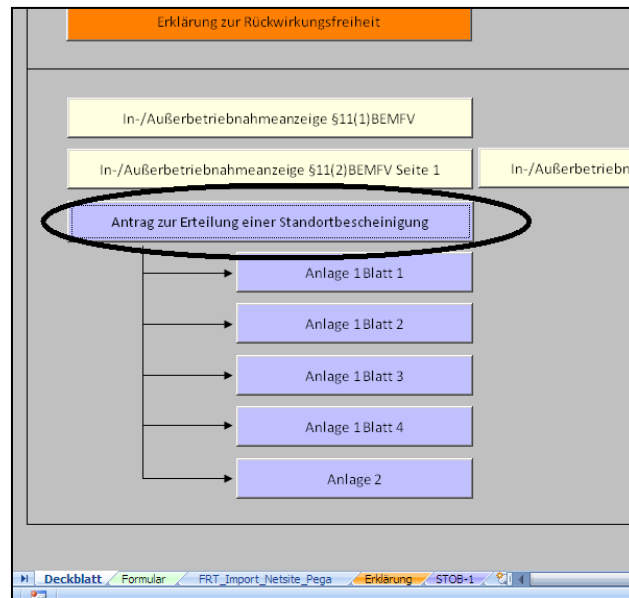 Erklärung zur Rückwirkungsfreiheit
In-/Außerbetriebnahmeanzeige §11(1)BEMFV
In-/Außerbetriebnahmeanzeige §11(2)BEMFV Seite 1
In-/Außerbetriebn
Antrag zur Erteilung einer Standortbescheinigung
Anlage 1 Blatt 1
Anlage 1 Blatt 2
Anlage 1 Blatt 3
Anlage 1 Blatt 4
Anlage 2
Deckblatt Formular FRT_Import_Netsite_Pega Erklärung STOB-1